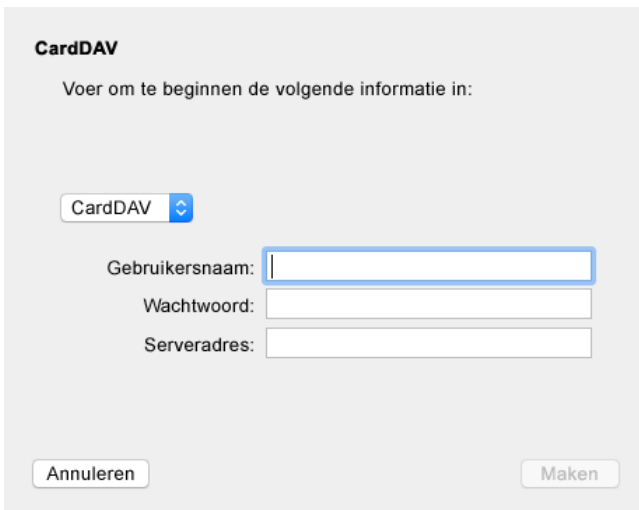 CardDAV
Voer om te beginnen de volgende informatie in:
CardDAV
Gebruikersnaam:
Wachtwoord:
Serveradres:
Annuleren
Maken